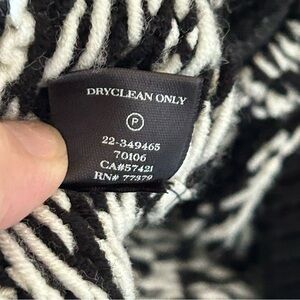 DRYCLEAN ONLY
P
22-349465
70106
CA#57421
RN# 77379